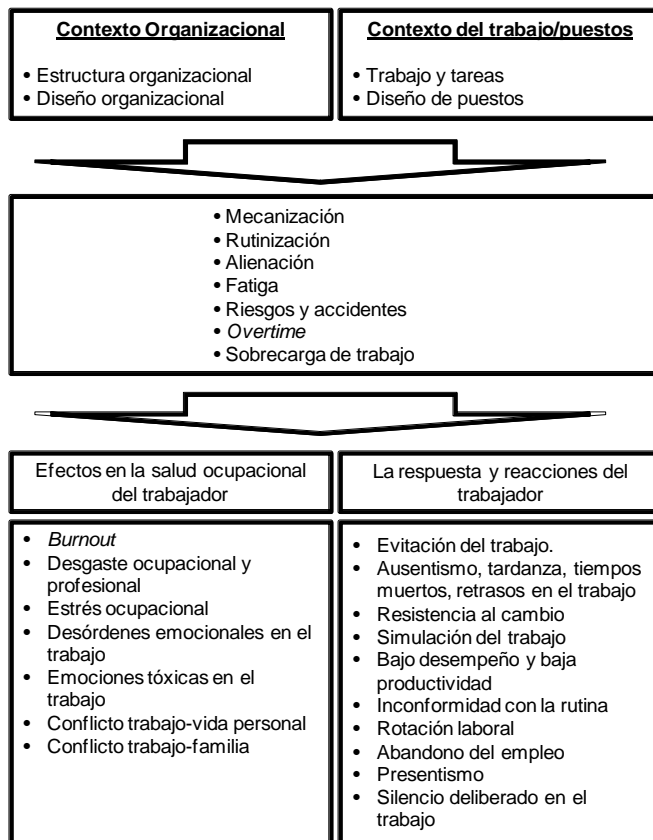 Contexto Organizacional
• Estructura organizacional
• Diseño organizacional
Contexto del trabajo/puestos
• Trabajo y tareas
• Diseño de puestos
• Mecanización
• Rutinización
• Alienación
• Fatiga
• Riesgos y accidentes
• Overtime
• Sobrecarga de trabajo
Efectos en la salud ocupacional
del trabajador
• Burnout
• Desgaste ocupacional y
profesional
• Estrés ocupacional
• Desórdenes emocionales en el
trabajo
• Emociones tóxicas en el
trabajo
• Conflicto trabajo-vida personal
• Conflicto trabajo-familia
La respuesta y reacciones del
trabajador
• Evitación del trabajo.
• Ausentismo, tardanza, tiempos
muertos, retrasos en el trabajo
• Resistencia al cambio
• Simulación del trabajo
• Bajo desempeño y baja
productividad
• Inconformidad con la rutina
• Rotación laboral
• Abandono del empleo
• Presentismo
• Silencio deliberado en el
trabajo